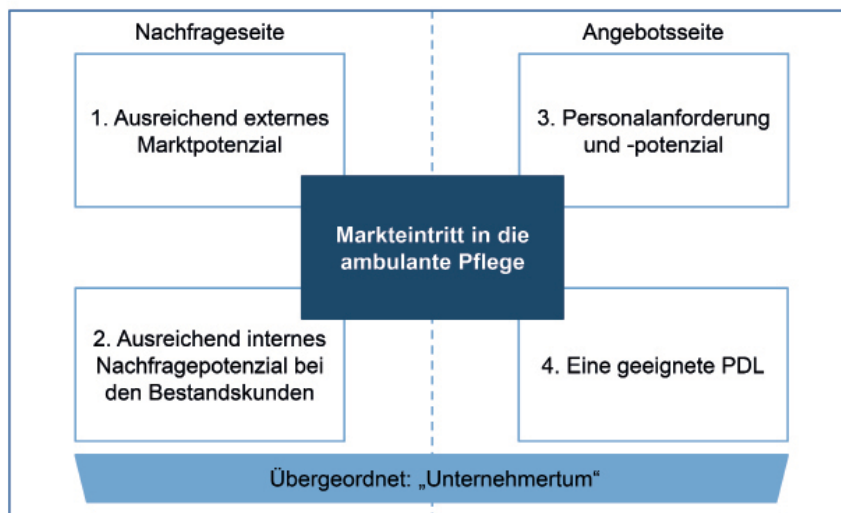 Nachfrageseite
Angebotsseite
1. Ausreichend externes
Marktpotenzial
3. Personalanforderung
und -potenzial
Markteintritt in die
ambulante Pflege
2. Ausreichend internes
Nachfragepotenzial bei
den Bestandskunden
4. Eine geeignete PDL
Übergeordnet: „Unternehmertum“